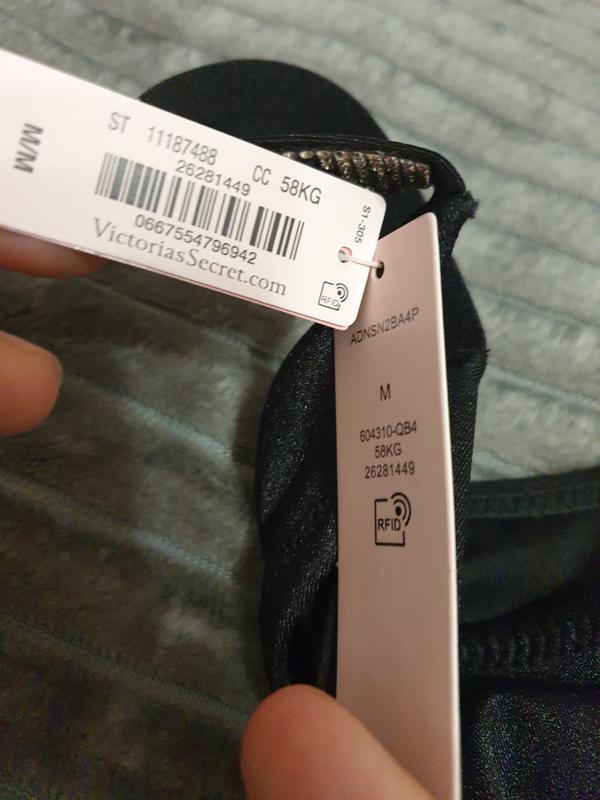 M/M
ST 11187488 CC 58KG
26281449
0667554796942
VictoriasSecret.com
S1-305
RFID
ADNSN2BA4P
M
604310-QB4
58KG
26281449
RFID